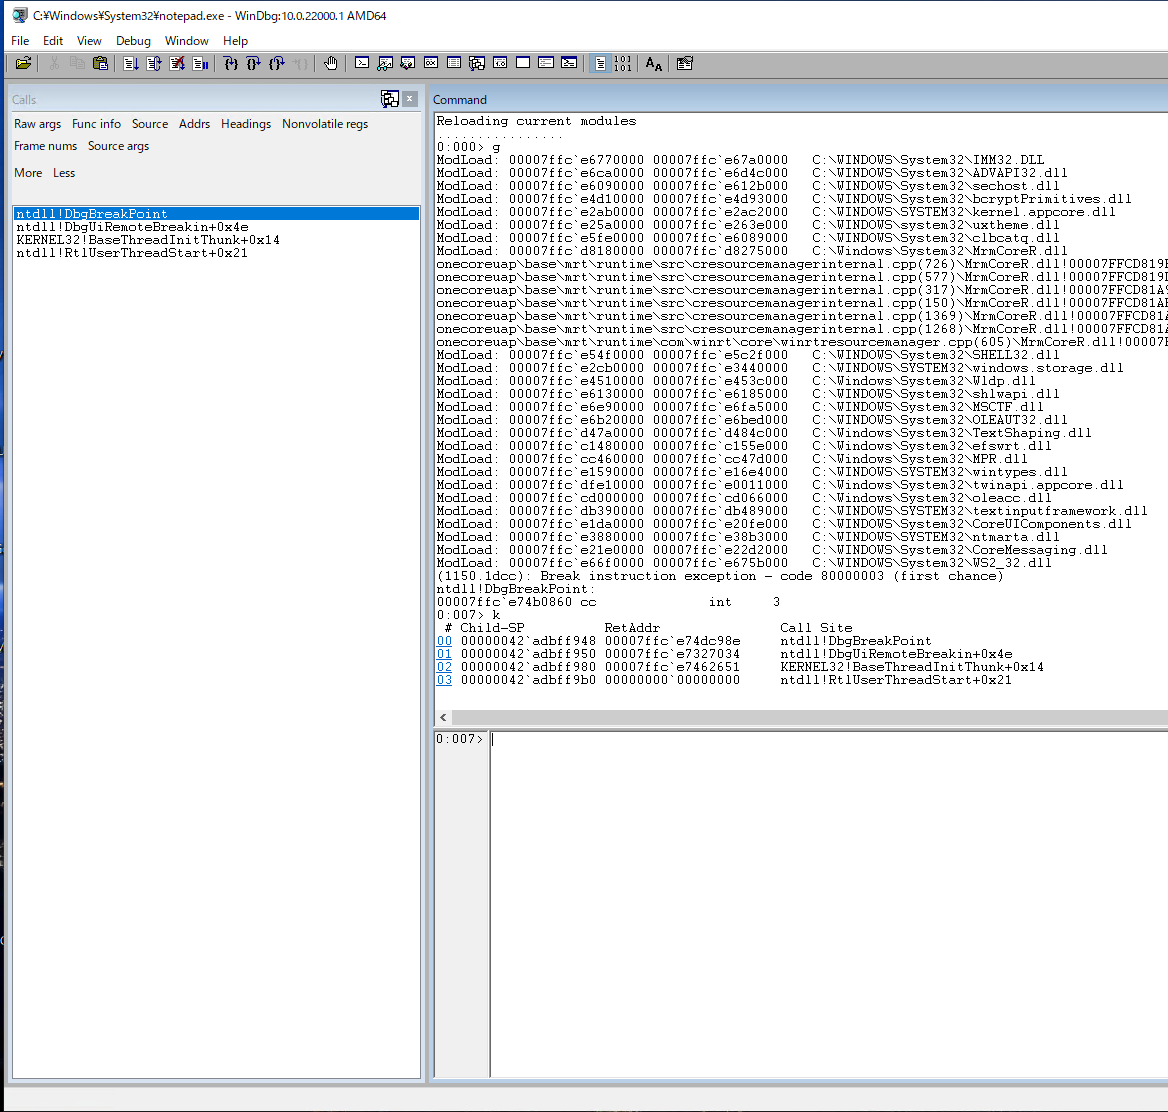 C:¥Windows¥System32¥notepad.exe - WinDbg:10.0.22000.1 AMD64
File Edit View Debug Window Help
Calls
Raw args Func info Source Addrs Headings Nonvolatile regs
Frame nums Source args
More Less
ntdll!DbgBreakPoint
ntdll!DbgUiRemoteBreakin+0x4e
KERNEL32!BaseThreadInitThunk+0x14
ntdll!RtlUserThreadStart+0x21
Command
Reloading current modules
................
0:000> g
ModLoad: 00007ffc`e6770000 00007ffc`e67a0000   C:\WINDOWS\System32\IMM32.DLL
ModLoad: 00007ffc`e6ca0000 00007ffc`e6d4c000   C:\WINDOWS\System32\ADVAPI32.dll
ModLoad: 00007ffc`e6090000 00007ffc`e612b000   C:\WINDOWS\System32\sechost.dll
ModLoad: 00007ffc`e4d10000 00007ffc`e4d93000   C:\WINDOWS\System32\bcryptPrimitives.dll
ModLoad: 00007ffc`e2ab0000 00007ffc`e2ac2000   C:\WINDOWS\SYSTEM32\kernel.appcore.dll
ModLoad: 00007ffc`e25a0000 00007ffc`e263e000   C:\WINDOWS\system32\uxtheme.dll
ModLoad: 00007ffc`e5fe0000 00007ffc`e6089000   C:\WINDOWS\System32\clbcatq.dll
ModLoad: 00007ffc`d8180000 00007ffc`d8275000   C:\Windows\System32\MrmCoreR.dll
onecoreuap\base\mrt\runtime\src\cresourcemanagerinternal.cpp(726)\MrmCoreR.dll!00007FFCD819
onecoreuap\base\mrt\runtime\src\cresourcemanagerinternal.cpp(577)\MrmCoreR.dll!00007FFCD819
onecoreuap\base\mrt\runtime\src\cresourcemanagerinternal.cpp(317)\MrmCoreR.dll!00007FFCD81A9
onecoreuap\base\mrt\runtime\src\cresourcemanagerinternal.cpp(150)\MrmCoreR.dll!00007FFCD81A
onecoreuap\base\mrt\runtime\src\cresourcemanagerinternal.cpp(1369)\MrmCoreR.dll!00007FFCD81A
onecoreuap\base\mrt\runtime\src\cresourcemanagerinternal.cpp(1268)\MrmCoreR.dll!00007FFCD81A
onecoreuap\base\mrt\runtime\com\winrt\core\winrtresourcemanager.cpp(605)\MrmCoreR.dll!00007
ModLoad: 00007ffc`e54f0000 00007ffc`e5c2f000   C:\WINDOWS\System32\SHELL32.dll
ModLoad: 00007ffc`e2cb0000 00007ffc`e3440000   C:\WINDOWS\SYSTEM32\windows.storage.dll
ModLoad: 00007ffc`e4510000 00007ffc`e453c000   C:\Windows\System32\Wldp.dll
ModLoad: 00007ffc`e6130000 00007ffc`e6185000   C:\WINDOWS\System32\shlwapi.dll
ModLoad: 00007ffc`e6e90000 00007ffc`e6fa5000   C:\WINDOWS\System32\MSCTF.dll
ModLoad: 00007ffc`e6b20000 00007ffc`e6bed000   C:\WINDOWS\System32\OLEAUT32.dll
ModLoad: 00007ffc`d47a0000 00007ffc`d484c000   C:\Windows\System32\TextShaping.dll
ModLoad: 00007ffc`c1480000 00007ffc`c155e000   C:\Windows\System32\efswrt.dll
ModLoad: 00007ffc`cc460000 00007ffc`cc47d000   C:\WINDOWS\SYSTEM32\MPR.dll
ModLoad: 00007ffc`e1590000 00007ffc`e16e4000   C:\WINDOWS\SYSTEM32\wintypes.dll
ModLoad: 00007ffc`dfe10000 00007ffc`e0011000   C:\Windows\System32\twinapi.appcore.dll
ModLoad: 00007ffc`cd000000 00007ffc`cd066000   C:\Windows\System32\oleacc.dll
ModLoad: 00007ffc`db390000 00007ffc`db489000   C:\WINDOWS\SYSTEM32\textinputframework.dll
ModLoad: 00007ffc`e1da0000 00007ffc`e20fe000   C:\WINDOWS\System32\CoreUIComponents.dll
ModLoad: 00007ffc`e3880000 00007ffc`e38b3000   C:\WINDOWS\SYSTEM32\ntmarta.dll
ModLoad: 00007ffc`e21e0000 00007ffc`e22d2000   C:\WINDOWS\System32\CoreMessaging.dll
ModLoad: 00007ffc`e66f0000 00007ffc`e675b000   C:\WINDOWS\System32\WS2_32.dll
(1150.1dcc): Break instruction exception - code 80000003 (first chance)
ntdll!DbgBreakPoint:
00007ffc`e74b0860 cc              int     3
0:007> k
 # Child-SP          RetAddr               Call Site
00 00000042`adbff948 00007ffc`e74dc98e     ntdll!DbgBreakPoint
01 00000042`adbff950 00007ffc`e7327034     ntdll!DbgUiRemoteBreakin+0x4e
02 00000042`adbff980 00007ffc`e7462651     KERNEL32!BaseThreadInitThunk+0x14
03 00000042`adbff9b0 00000000`00000000     ntdll!RtlUserThreadStart+0x21
0:007>